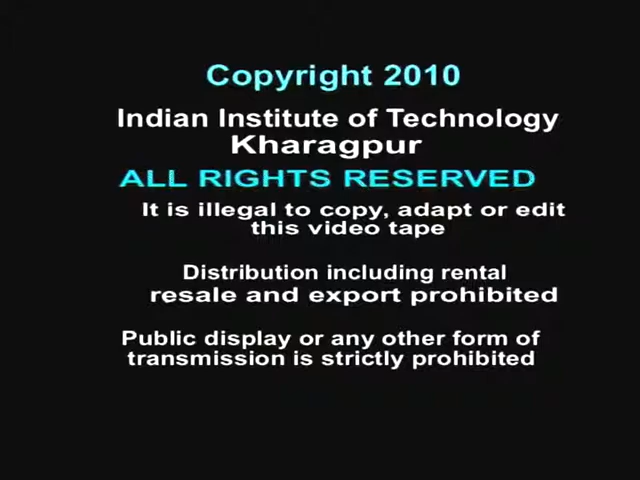 Copyright 2010
Indian Institute of Technology
Kharagpur
ALL RIGHTS RESERVED
It is illegal to copy, adapt or edit
this video tape
Distribution including rental
resale and export prohibited
Public display or any other form of
transmission is strictly prohibited